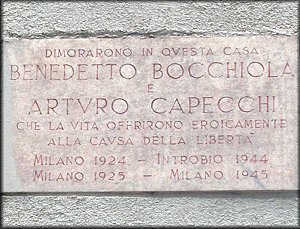 DIMORARONO IN QVESTA CASA
BENEDETTO BOCCHIOLA
E
ARTVRO CAPECCHI
CHE LA VITA OFFRIRONO EROICAMENTE
ALLA CAVSA DELLA LIBERTA'
MILANO 1924 – INTROBIO 1944
MILANO 1925 – MILANO 1945